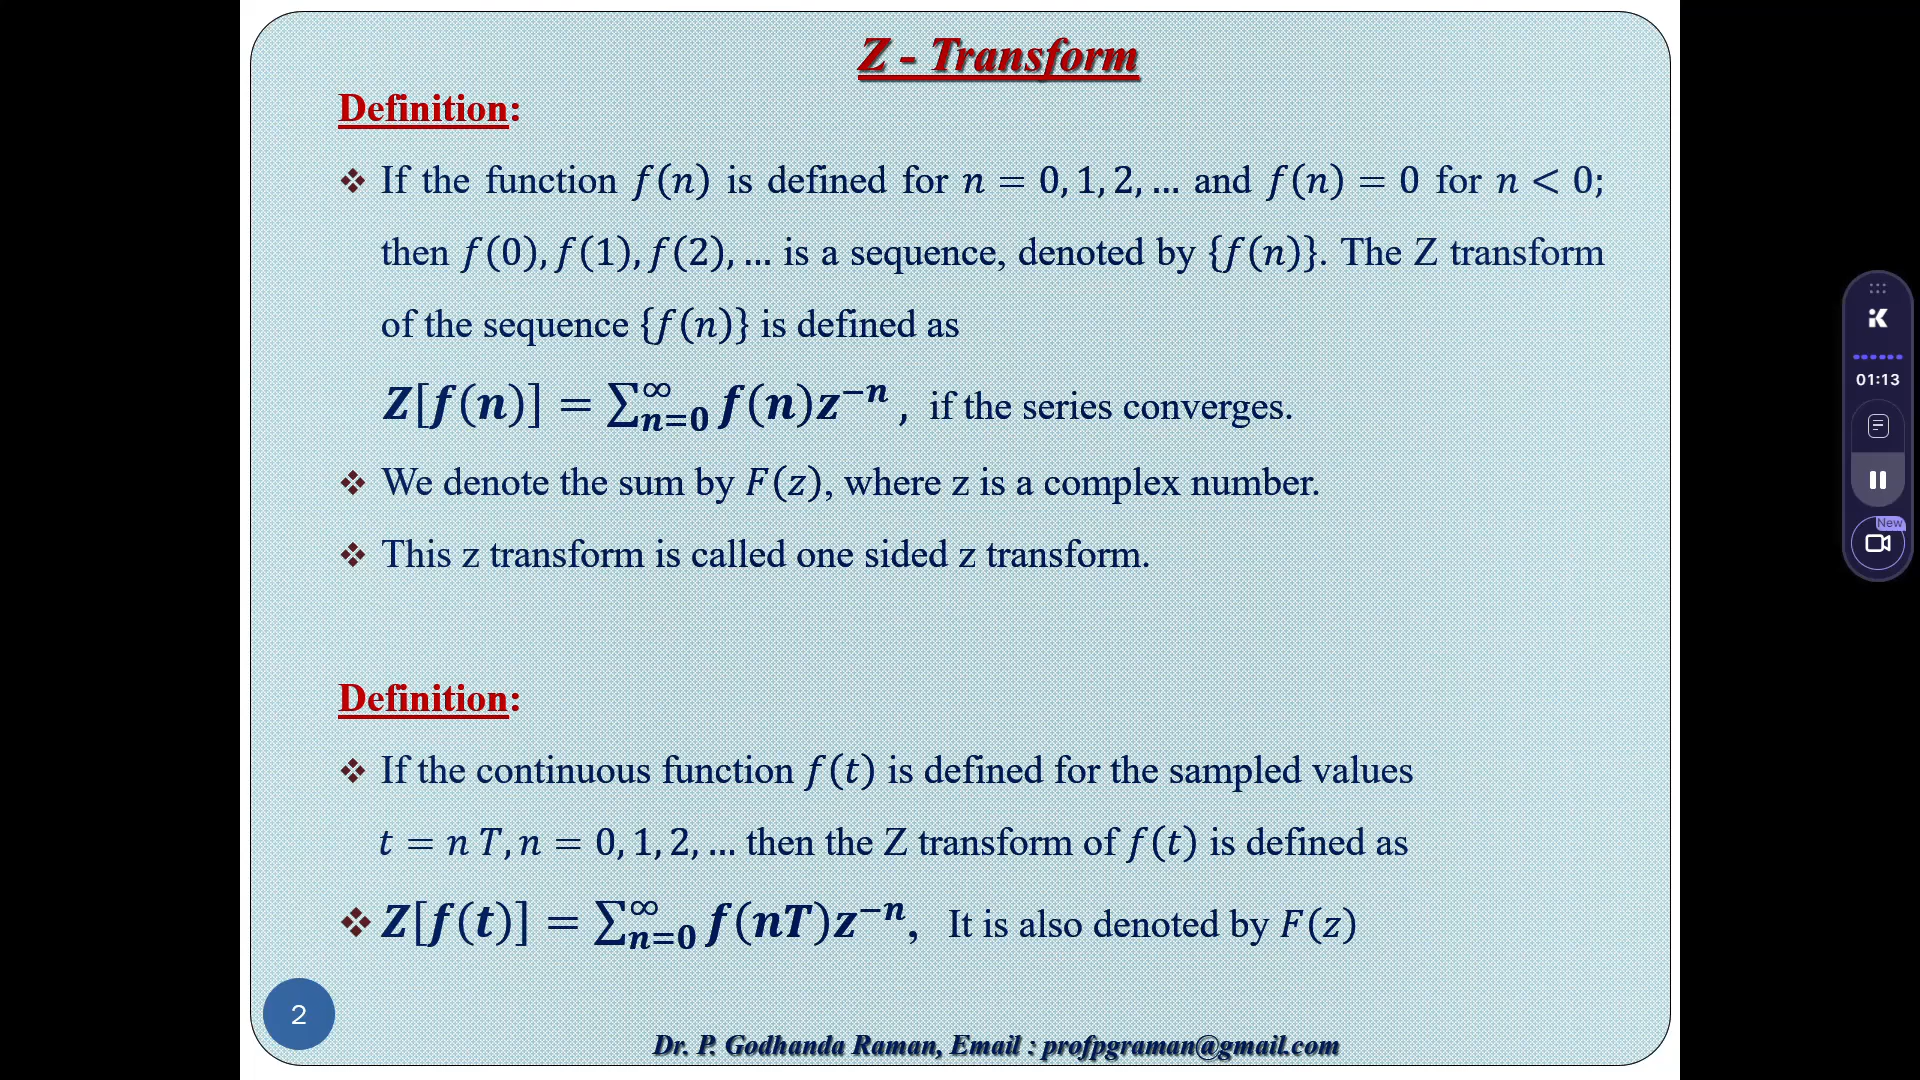 Z - Transform
Definition:
❖ If the function f(n) is defined for n = 0, 1, 2, … and f(n) = 0 for n < 0;
then f(0), f(1), f(2), … is a sequence, denoted by {f(n)}. The Z transform
of the sequence {f(n)} is defined as
Z[f(n)] = ∑_{n=0}^{∞} f(n)z^{−n} , if the series converges.
❖ We denote the sum by F(z), where z is a complex number.
❖ This z transform is called one sided z transform.
Definition:
❖ If the continuous function f(t) is defined for the sampled values
t = n T, n = 0, 1, 2, … then the Z transform of f(t) is defined as
❖ Z[f(t)] = ∑_{n=0}^{∞} f(nT)z^{−n}, It is also denoted by F(z)
2
Dr. P. Godhanda Raman, Email : profpgraman@gmail.com
01:13
New